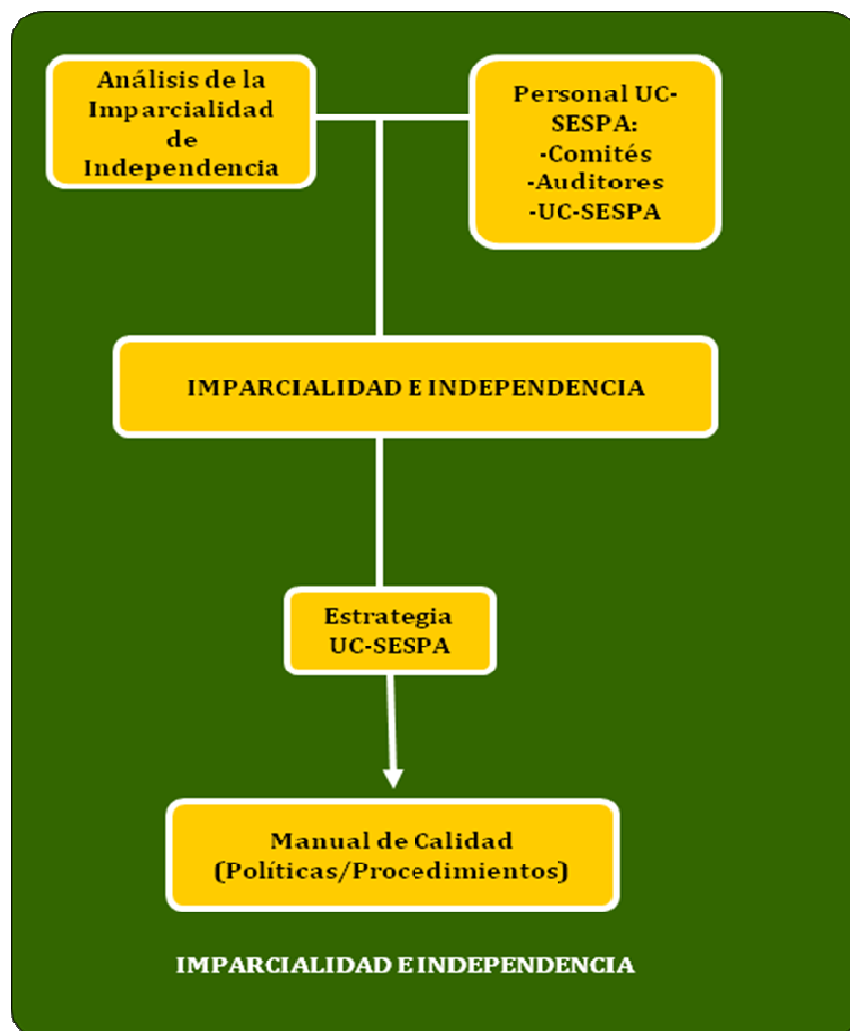 Análisis de la
Imparcialidad
de
Independencia
Personal UC-
SESPA:
-Comités
-Auditores
-UC-SESPA
IMPARCIALIDAD E INDEPENDENCIA
Estrategia
UC-SESPA
Manual de Calidad
(Políticas/Procedimientos)
IMPARCIALIDAD E INDEPENDENCIA